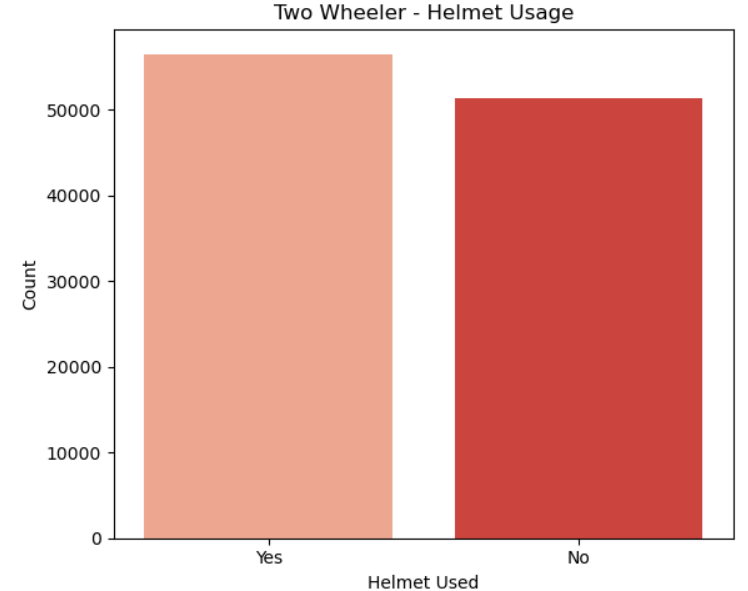 Two Wheeler - Helmet Usage
Count
50000
40000
30000
20000
10000
0
Yes
No
Helmet Used